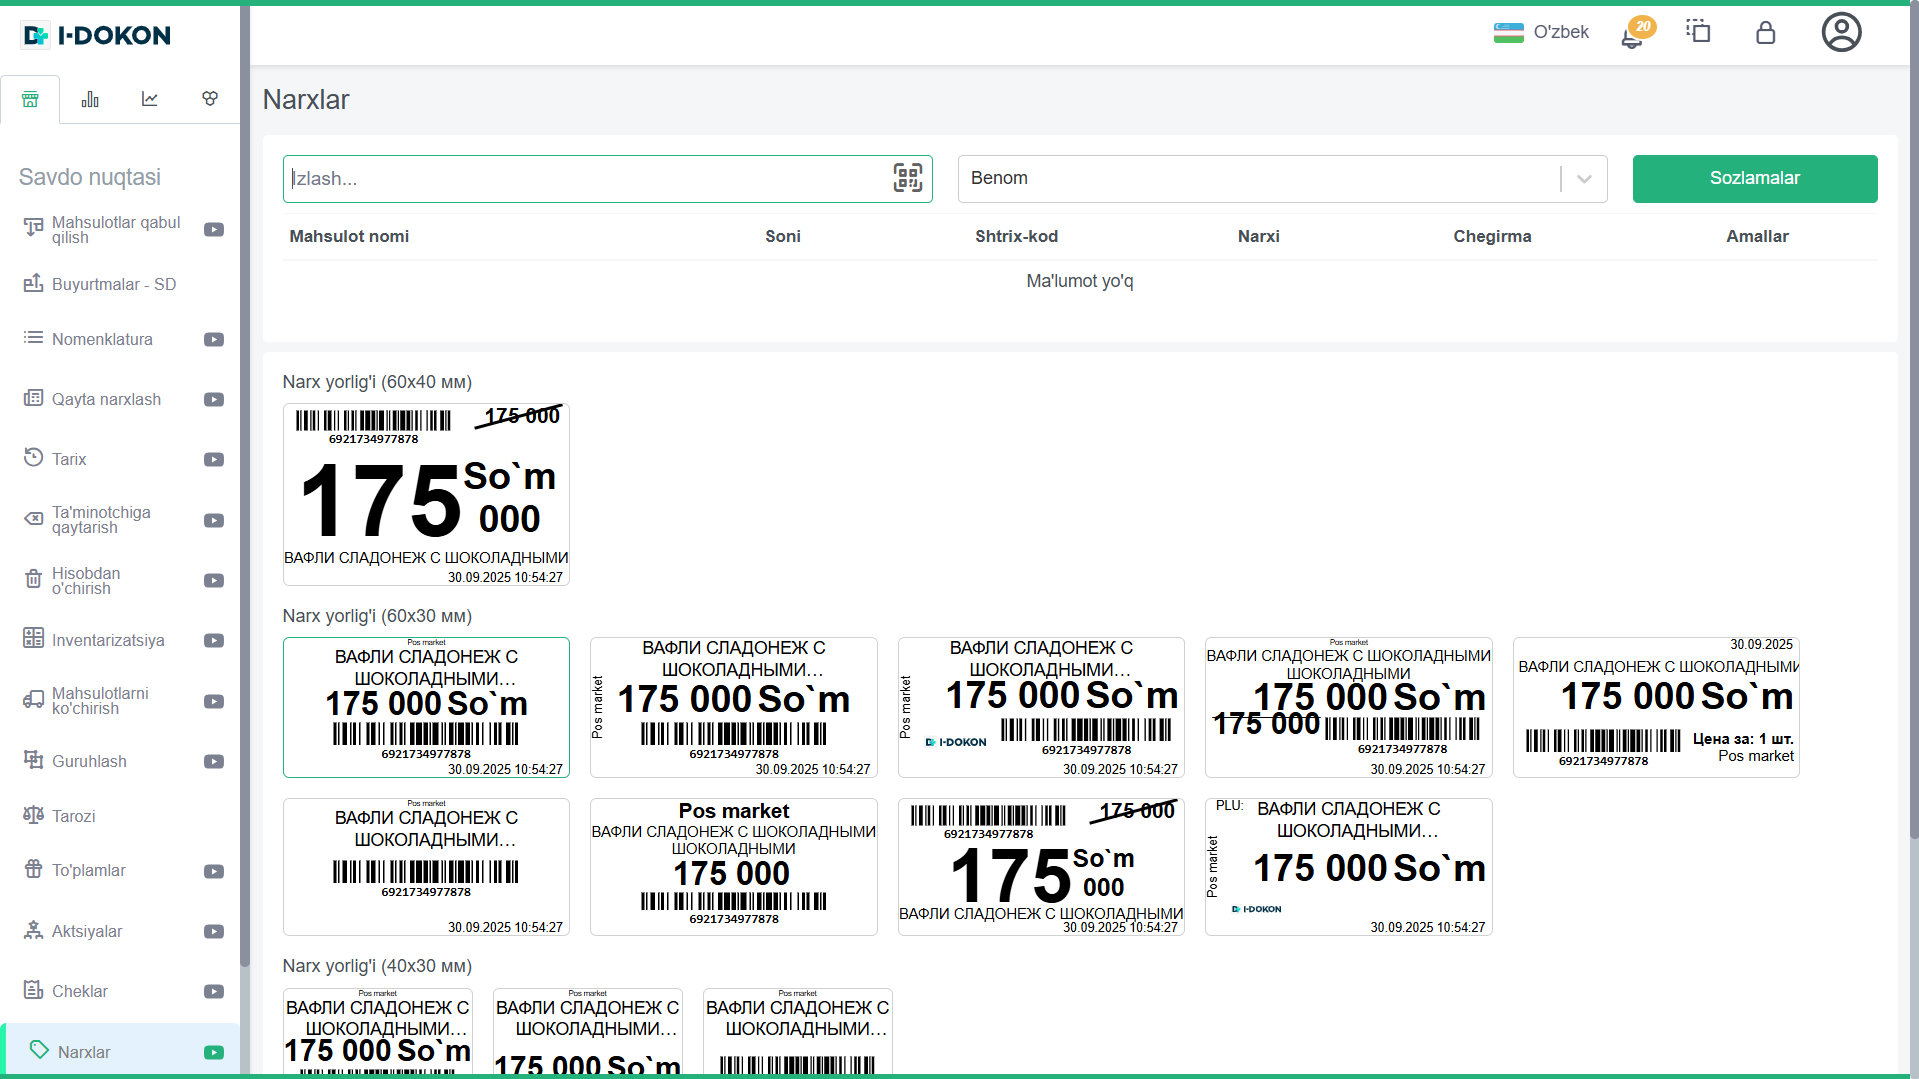 I-DOKON
O'zbek
20
Savdo nuqtasi
Mahsulotlar qabul
qilish
Buyurtmalar - SD
Nomenklatura
Qayta narxlash
Tarix
Ta'minotchiga
qaytarish
Hisobdan
o'chirish
Inventarizatsiya
Mahsulotlarni
ko'chirish
Guruhlash
Tarozi
To'plamlar
Aktsiyalar
Cheklar
Narxlar
Narxlar
Izlash...
Benom
Sozlamalar
Mahsulot nomi Soni Shtrix-kod Narxi Chegirma Amallar
Ma'lumot yo'q
Narx yorlig'i (60x40 мм)
175 000
6921734977878
175 So`m
000
ВАФЛИ СЛАДОНЕЖ С ШОКОЛАДНЫМИ
30.09.2025 10:54:27
Narx yorlig'i (60x30 мм)
Pos market
ВАФЛИ СЛАДОНЕЖ С
ШОКОЛАДНЫМИ…
175 000 So`m
6921734977878
30.09.2025 10:54:27
Pos market
ВАФЛИ СЛАДОНЕЖ С
ШОКОЛАДНЫМИ…
175 000 So`m
6921734977878
30.09.2025 10:54:27
Pos market
ВАФЛИ СЛАДОНЕЖ С
ШОКОЛАДНЫМИ…
175 000 So`m
I-DOKON
6921734977878
30.09.2025 10:54:27
Pos market
ВАФЛИ СЛАДОНЕЖ С ШОКОЛАДНЫМИ
ШОКОЛАДНЫМИ
175 000 So`m
175 000
6921734977878
30.09.2025 10:54:27
30.09.2025
ВАФЛИ СЛАДОНЕЖ С ШОКОЛАДНЫМИ
175 000 So`m
Цена за: 1 шт.
6921734977878
Pos market
Pos market
ВАФЛИ СЛАДОНЕЖ С
ШОКОЛАДНЫМИ…
6921734977878
30.09.2025 10:54:27
Pos market
ВАФЛИ СЛАДОНЕЖ С ШОКОЛАДНЫМИ
ШОКОЛАДНЫМИ
175 000
6921734977878
175 000
6921734977878
175 So`m
000
ВАФЛИ СЛАДОНЕЖ С ШОКОЛАДНЫМИ
30.09.2025 10:54:27
PLU:
Pos market
ВАФЛИ СЛАДОНЕЖ С
ШОКОЛАДНЫМИ…
175 000 So`m
I-DOKON
30.09.2025 10:54:27
Narx yorlig'i (40x30 мм)
Pos market
ВАФЛИ СЛАДОНЕЖ С
ШОКОЛАДНЫМИ…
175 000 So`m
Pos market
ВАФЛИ СЛАДОНЕЖ С
ШОКОЛАДНЫМИ…
175 000 So`m
Pos market
ВАФЛИ СЛАДОНЕЖ С
ШОКОЛАДНЫМИ…